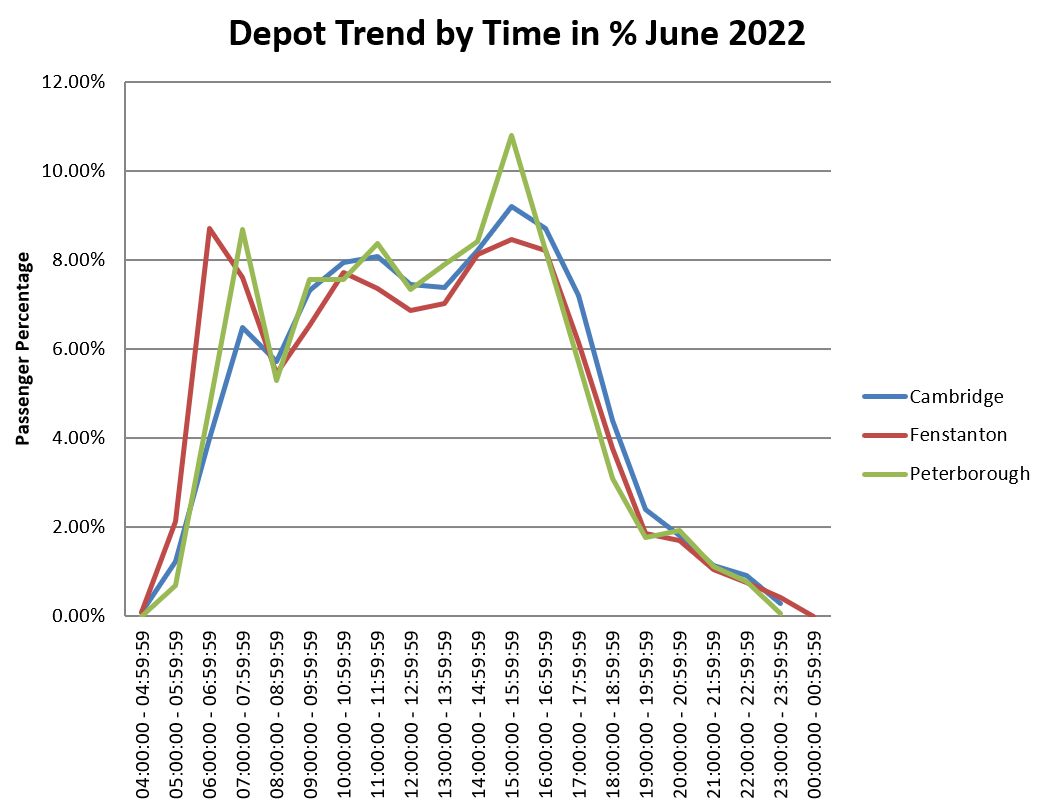 Depot Trend by Time in % June 2022
12.00%
10.00%
8.00%
6.00%
4.00%
2.00%
0.00%
Passenger Percentage
04:00:00 - 04:59:59
05:00:00 - 05:59:59
06:00:00 - 06:59:59
07:00:00 - 07:59:59
08:00:00 - 08:59:59
09:00:00 - 09:59:59
10:00:00 - 10:59:59
11:00:00 - 11:59:59
12:00:00 - 12:59:59
13:00:00 - 13:59:59
14:00:00 - 14:59:59
15:00:00 - 15:59:59
16:00:00 - 16:59:59
17:00:00 - 17:59:59
18:00:00 - 18:59:59
19:00:00 - 19:59:59
20:00:00 - 20:59:59
21:00:00 - 21:59:59
22:00:00 - 22:59:59
23:00:00 - 23:59:59
00:00:00 - 00:59:59
Cambridge
Fenstanton
Peterborough